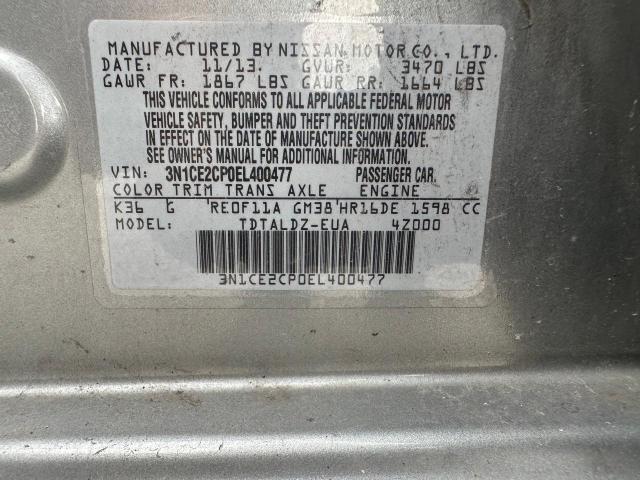 MANUFACTURED BY NISSAN MOTOR CO., LTD.
DATE: 11/13. GVWR: 3470 LBS
GAWR FR: 1867 LBS GAWR RR: 1664 LBS
THIS VEHICLE CONFORMS TO ALL APPLICABLE FEDERAL MOTOR
VEHICLE SAFETY, BUMPER AND THEFT PREVENTION STANDARDS
IN EFFECT ON THE DATE OF MANUFACTURE SHOWN ABOVE.
SEE OWNER'S MANUAL FOR ADDITIONAL INFORMATION.
VIN: 3N1CE2CP0EL400477 PASSENGER CAR.
COLOR TRIM TRANS AXLE ENGINE
K36 G RE0F11A GM38 HR16DE 1598 CC
MODEL: TDTALDZ-EUA 4Z000
3N1CE2CP0EL400477